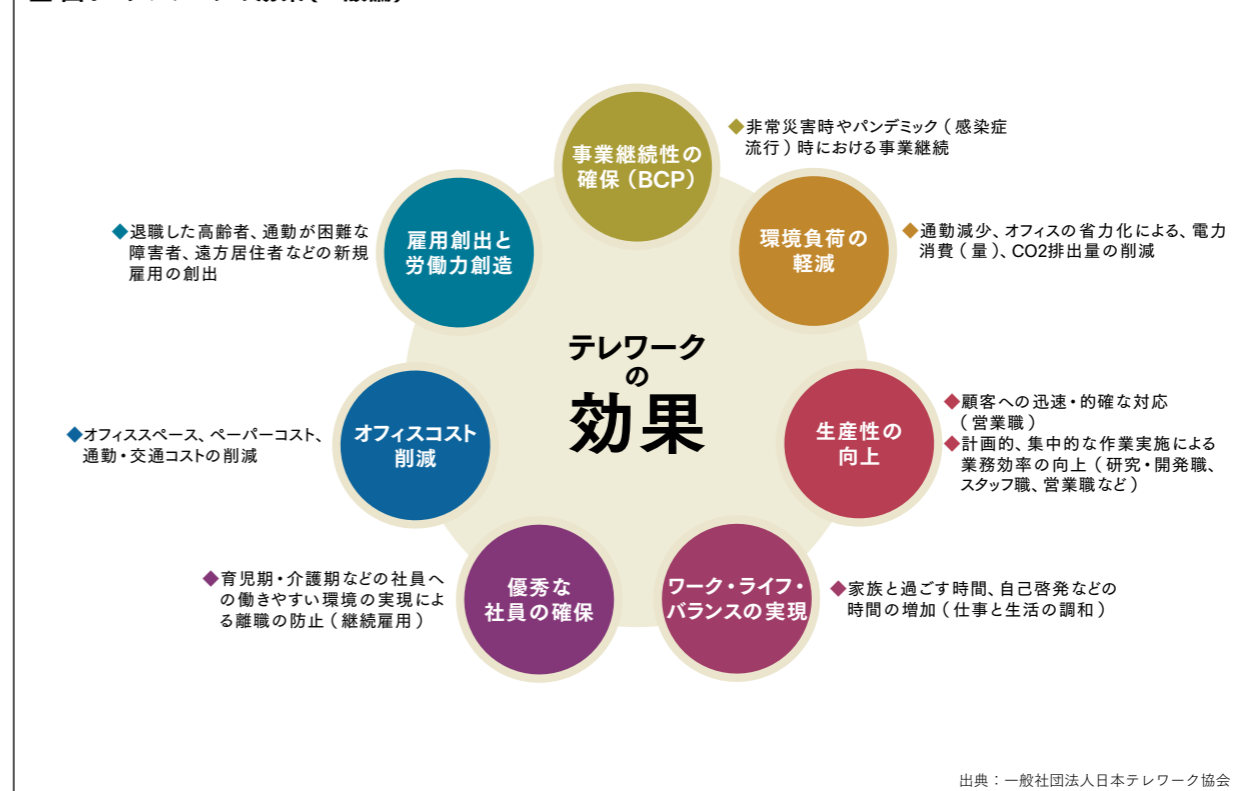 事業継続性の
確保（BCP）
◆非常災害時やパンデミック（感染症
流行）時における事業継続
環境負荷の
軽減
◆通勤減少、オフィスの省力化による、電力
消費（量）、CO2排出量の削減
生産性の
向上
◆顧客への迅速・的確な対応
（営業職）
◆計画的、集中的な作業実施による
業務効率の向上（研究・開発職、
スタッフ職、営業職など）
ワーク・ライフ・
バランスの実現
◆家族と過ごす時間、自己啓発などの
時間の増加（仕事と生活の調和）
優秀な
社員の確保
◆育児期・介護期などの社員へ
の働きやすい環境の実現によ
る離職の防止（継続雇用）
オフィスコスト
削減
◆オフィススペース、ペーパーコスト、
通勤・交通コストの削減
雇用創出と
労働力創造
◆退職した高齢者、通勤が困難な
障害者、遠方居住者などの新規
雇用の創出
テレワーク
の
効果
出典：一般社団法人日本テレワーク協会